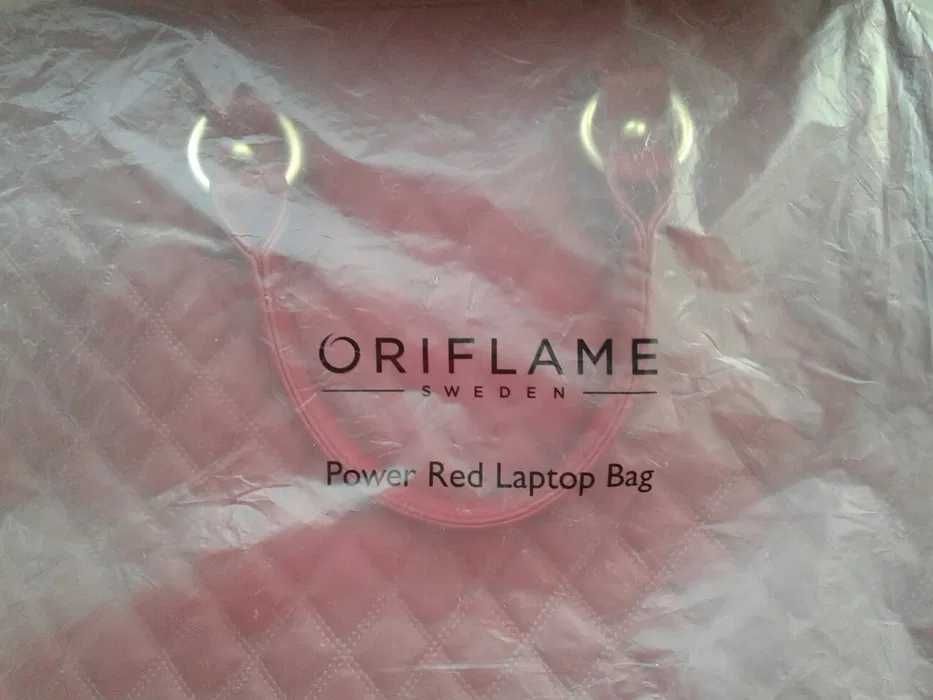 ORIFLAME
SWEDEN
Power Red Laptop Bag